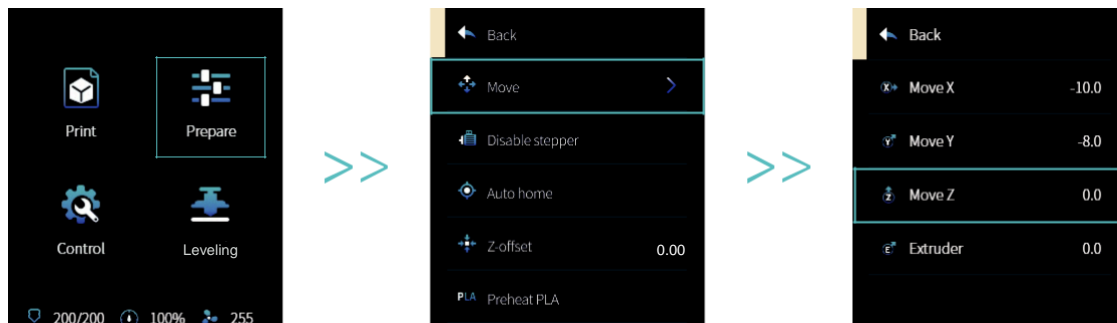 Print
Prepare
Control
Leveling
200/200 100% 255
>>
Back
Move
Disable stepper
Auto home
Z-offset 0.00
PLA Preheat PLA
>>
Back
X Move X -10.0
Y Move Y -8.0
Z Move Z 0.0
E Extruder 0.0